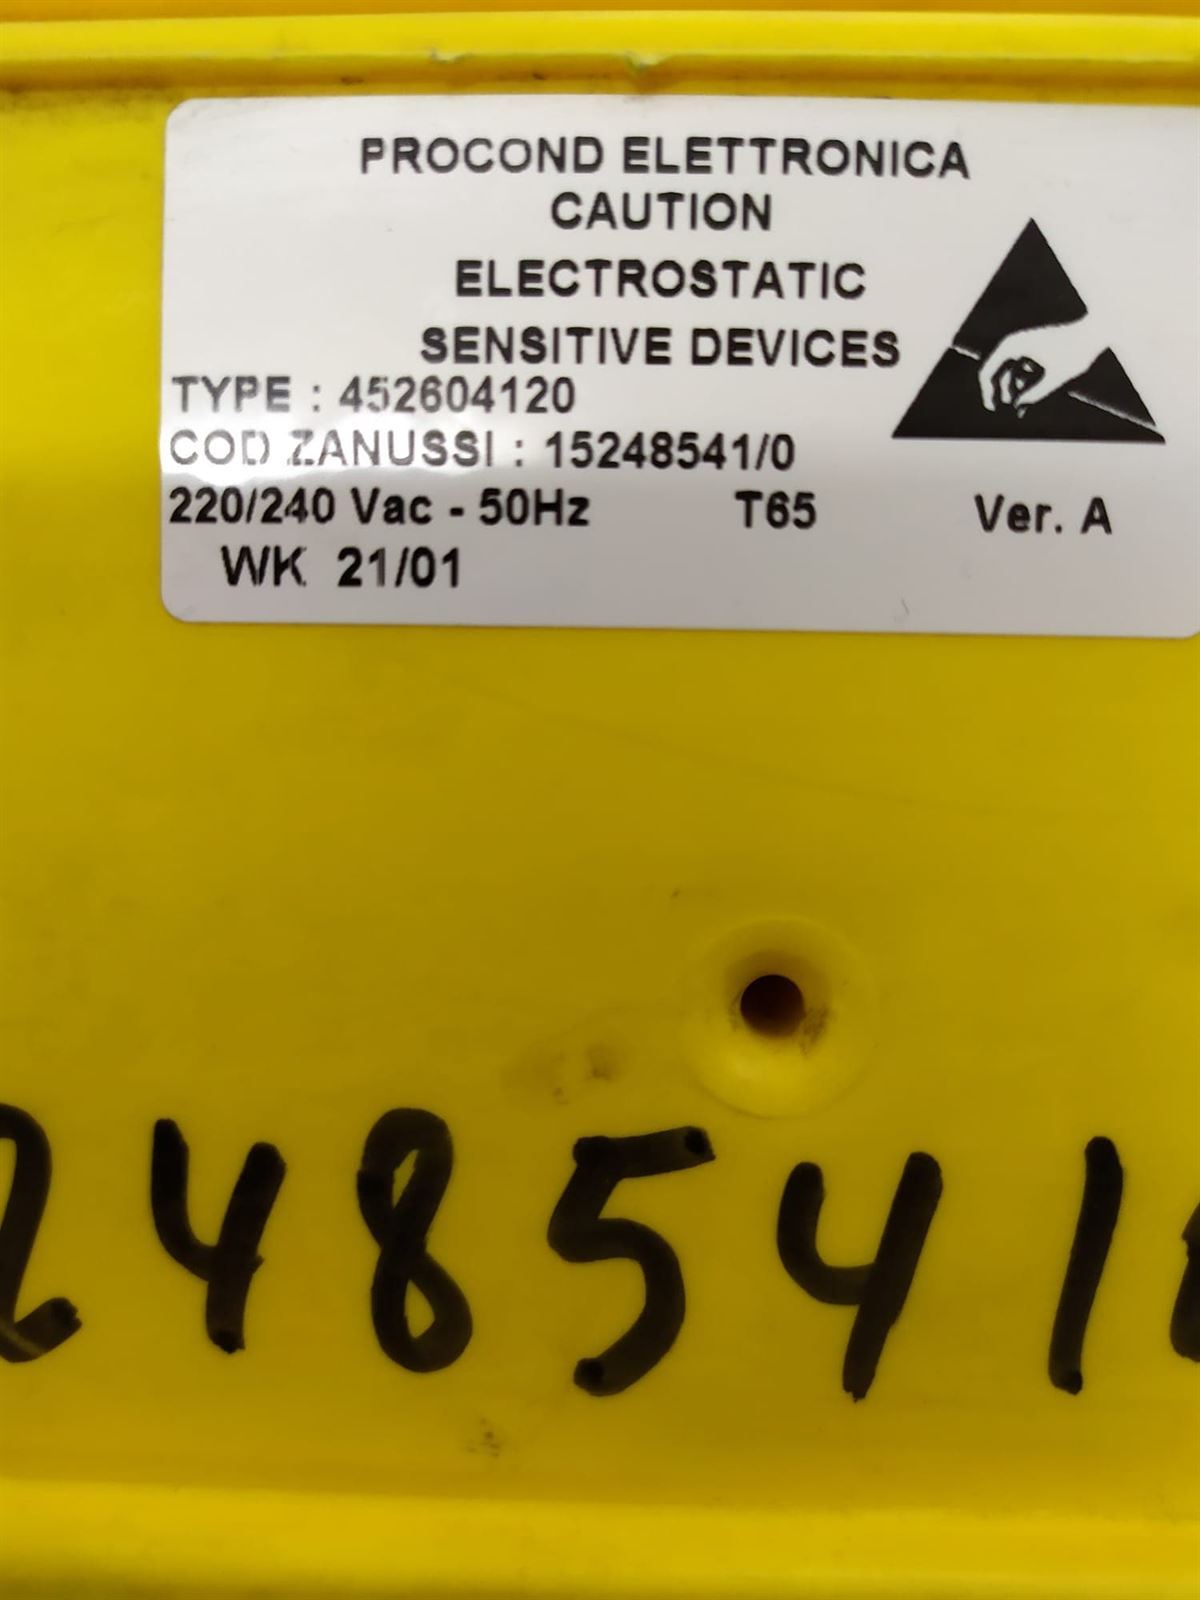 PROCOND ELETTRONICA
CAUTION
ELECTROSTATIC
SENSITIVE DEVICES
TYPE : 452604120
COD ZANUSSI : 15248541/0
220/240 Vac - 50Hz T65 Ver. A
WK 21/01
248541